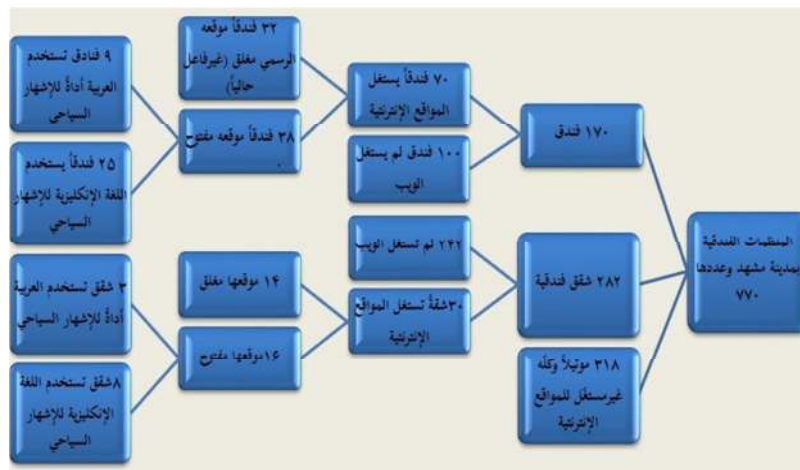 المنظمات الفندقية
بمدينة مشهد وعددها
٧٧٠
١٧٠ فندق
٢٨٢ شقق فندقية
٣١٨ موتيلاً وكلّه
غيرمستغَل للمواقع
الإنترنتية
٧٠ فندقاً يستغل
المواقع الإنترنتية
١٠٠ فندق لم يستغل
الويب
٢٤٢ لم تستغل الويب
٣٠شقةً تستغل المواقع
الإنترنتية
٣٢ فندقاً موقعه
الرسمي مغلق (غيرفاعل
حالياً)
٣٨ فندقاً موقعه مفتوح
.
١٤ موقعها مغلق
١٦موقعها مفتوح
٩ فنادق تستخدم
العربية أداةً للإشهار
السياحي
٢٥ فندقاً يستخدم
اللغة الإنكليزية للإشهار
السياحي
٣ شقق تستخدم العربية
أداةً للإشهار السياحي
٨شقق تستخدم اللغة
الإنكليزية للإشهار
السياحي